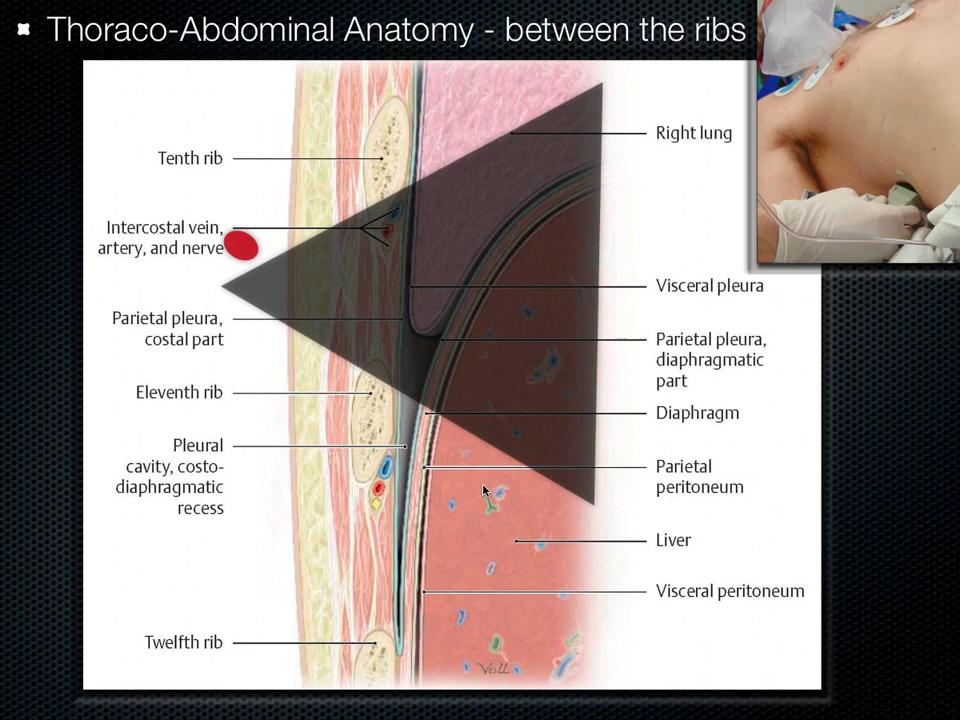 Thoraco-Abdominal Anatomy - between the ribs
Tenth rib
Intercostal vein,
artery, and nerve
Parietal pleura,
costal part
Eleventh rib
Pleural
cavity, costo-
diaphragmatic
recess
Twelfth rib
Right lung
Visceral pleura
Parietal pleura,
diaphragmatic
part
Diaphragm
Parietal
peritoneum
Liver
Visceral peritoneum
VOLL